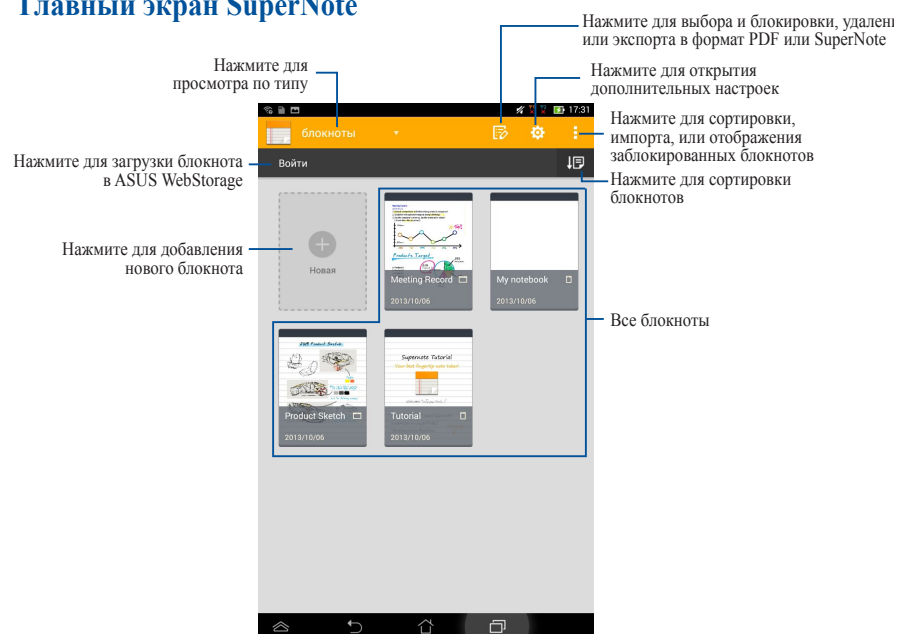 Главный экран SuperNote
Нажмите для выбора и блокировки,
или экспорта в формат PDF или SuperNote
Нажмите для
просмотра по типу
Нажмите для открытия
дополнительных настроек
17:31
блокноты
Нажмите для сортировки,
импорта, или отображения
заблокированных блокнотов
Нажмите для загрузки блокнота
в ASUS WebStorage
Войти
Нажмите для сортировки
блокнотов
Нажмите для добавления
нового блокнота
Новая
Products Target
Meeting Record
2013/10/06
My notebook
2013/10/06
Все блокноты
Product Sketch
2013/10/06
Supernote Tutorial
Tutorial
2013/10/06